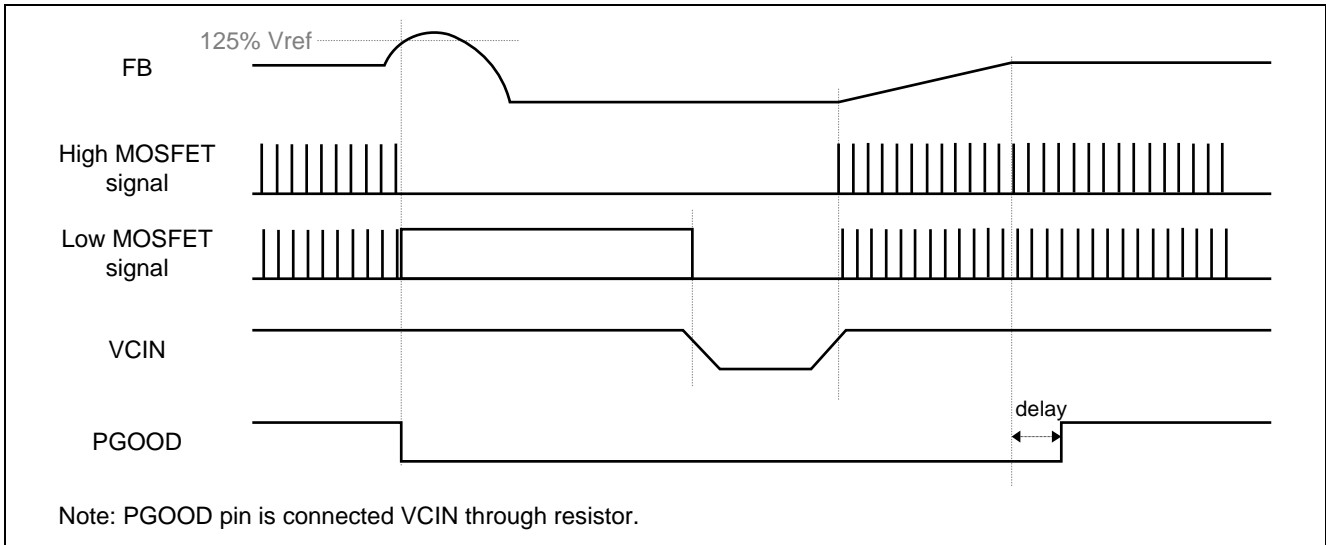 125% Vref
FB
High MOSFET
signal
Low MOSFET
signal
VCIN
delay
PGOOD
Note: PGOOD pin is connected VCIN through resistor.